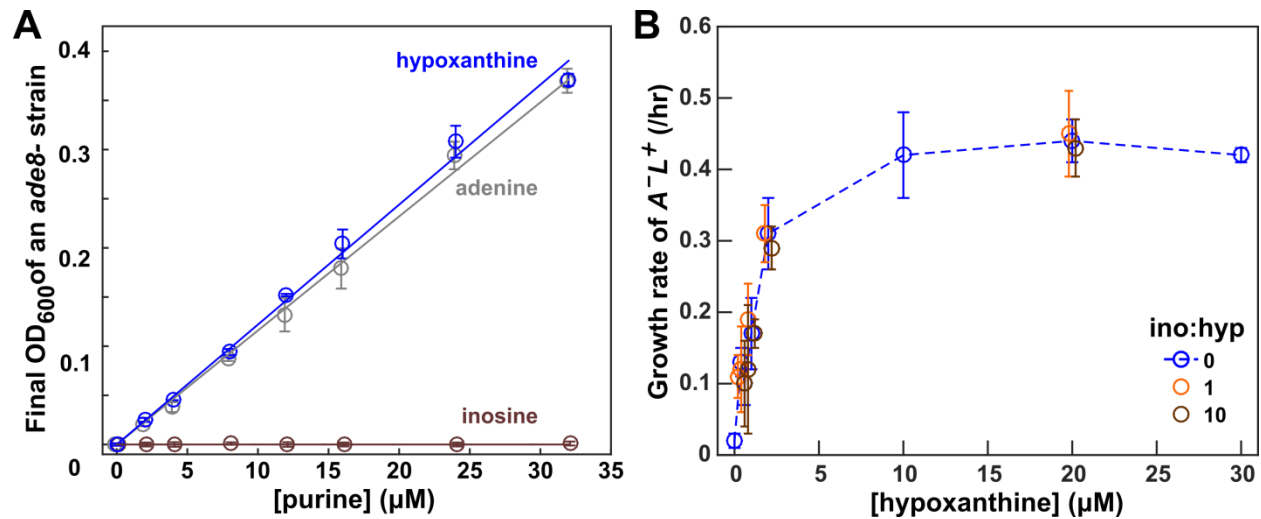 A
Final OD600 of an ade8- strain
0.4
0.3
0.2
0.1
0
hypoxanthine
adenine
inosine
0 5 10 15 20 25 30 35
[purine] (μM)
B
Growth rate of A⁻L⁺ (/hr)
0.6
0.5
0.4
0.3
0.2
0.1
0
ino:hyp
0
1
10
0 5 10 15 20 25 30
[hypoxanthine] (μM)